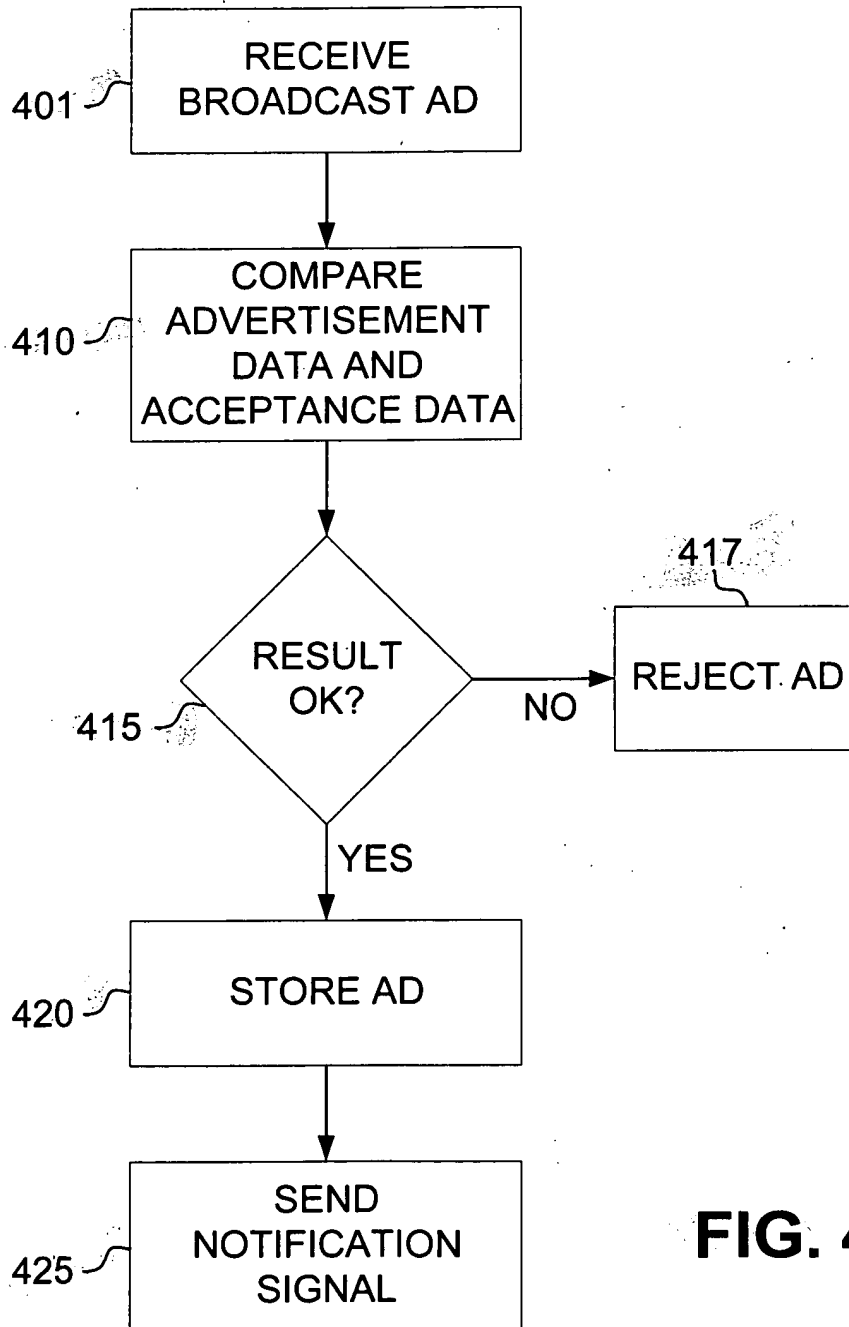 RECEIVE
BROADCAST AD
401
COMPARE
ADVERTISEMENT
DATA AND
ACCEPTANCE DATA
410
RESULT
OK?
415
NO
417
REJECT AD
YES
STORE AD
420
SEND
NOTIFICATION
SIGNAL
425
FIG. 4